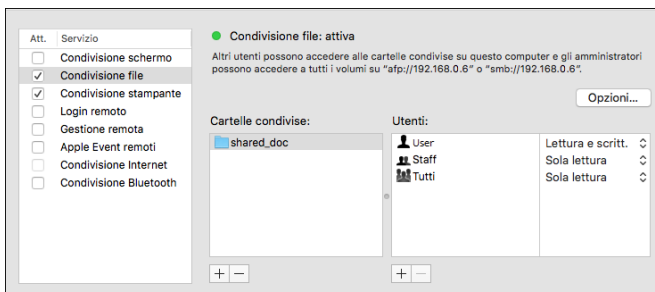 Att. Servizio
Condivisione schermo
Condivisione file
Condivisione stampante
Login remoto
Gestione remota
Apple Event remoti
Condivisione Internet
Condivisione Bluetooth
Condivisione file: attiva
Altri utenti possono accedere alle cartelle condivise su questo computer e gli amministratori
possono accedere a tutti i volumi su “afp://192.168.0.6” o “smb://192.168.0.6”.
Opzioni...
Cartelle condivise:
shared_doc
Utenti:
User Lettura e scritt.
Staff Sola lettura
Tutti Sola lettura